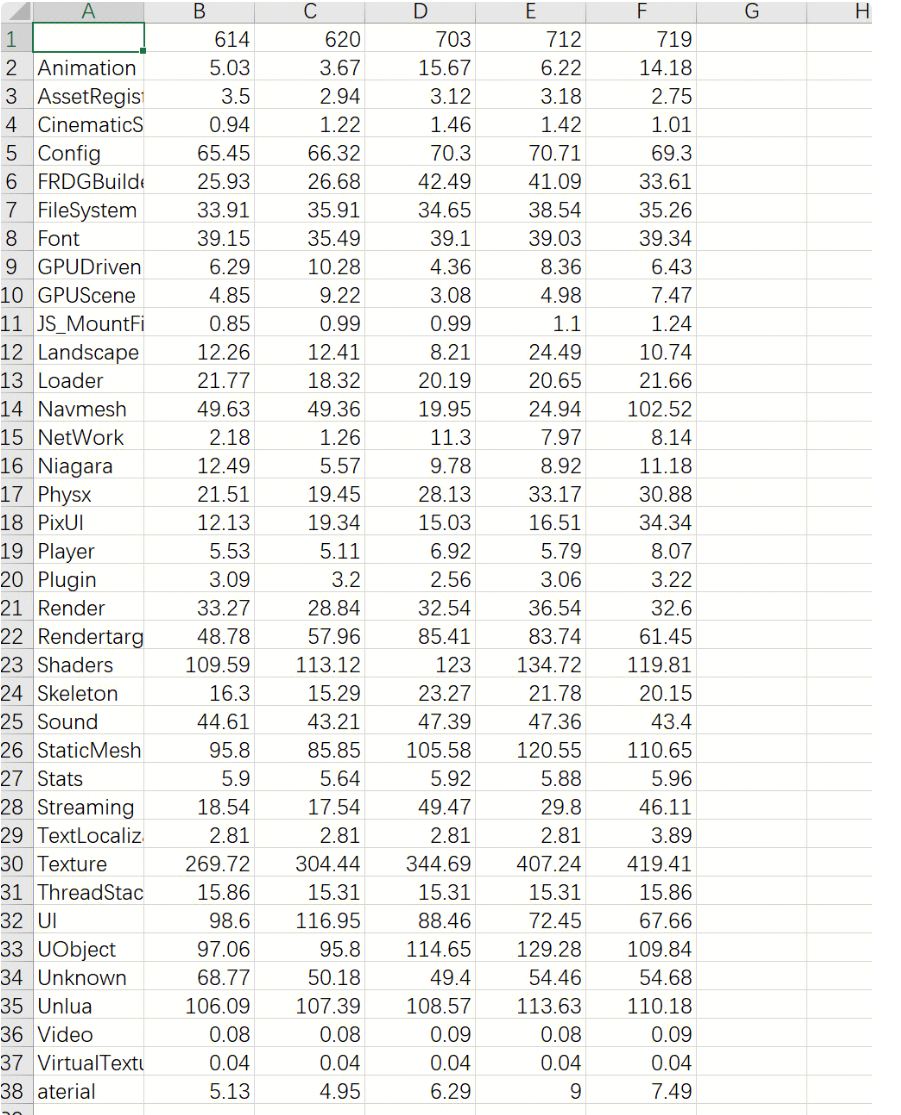 A B C D E F G H
1 614 620 703 712 719
2 Animation 5.03 3.67 15.67 6.22 14.18
3 AssetRegist 3.5 2.94 3.12 3.18 2.75
4 CinematicS 0.94 1.22 1.46 1.42 1.01
5 Config 65.45 66.32 70.3 70.71 69.3
6 FRDGBuilde 25.93 26.68 42.49 41.09 33.61
7 FileSystem 33.91 35.91 34.65 38.54 35.26
8 Font 39.15 35.49 39.1 39.03 39.34
9 GPUDriven 6.29 10.28 4.36 8.36 6.43
10 GPUScene 4.85 9.22 3.08 4.98 7.47
11 JS_MountFi 0.85 0.99 0.99 1.1 1.24
12 Landscape 12.26 12.41 8.21 24.49 10.74
13 Loader 21.77 18.32 20.19 20.65 21.66
14 Navmesh 49.63 49.36 19.95 24.94 102.52
15 NetWork 2.18 1.26 11.3 7.97 8.14
16 Niagara 12.49 5.57 9.78 8.92 11.18
17 Physx 21.51 19.45 28.13 33.17 30.88
18 PixUI 12.13 19.34 15.03 16.51 34.34
19 Player 5.53 5.11 6.92 5.79 8.07
20 Plugin 3.09 3.2 2.56 3.06 3.22
21 Render 33.27 28.84 32.54 36.54 32.6
22 Rendertarg 48.78 57.96 85.41 83.74 61.45
23 Shaders 109.59 113.12 123 134.72 119.81
24 Skeleton 16.3 15.29 23.27 21.78 20.15
25 Sound 44.61 43.21 47.39 47.36 43.4
26 StaticMesh 95.8 85.85 105.58 120.55 110.65
27 Stats 5.9 5.64 5.92 5.88 5.96
28 Streaming 18.54 17.54 49.47 29.8 46.11
29 TextLocaliza 2.81 2.81 2.81 2.81 3.89
30 Texture 269.72 304.44 344.69 407.24 419.41
31 ThreadStac 15.86 15.31 15.31 15.31 15.86
32 UI 98.6 116.95 88.46 72.45 67.66
33 UObject 97.06 95.8 114.65 129.28 109.84
34 Unknown 68.77 50.18 49.4 54.46 54.68
35 Unlua 106.09 107.39 108.57 113.63 110.18
36 Video 0.08 0.08 0.09 0.08 0.09
37 VirtualTextu 0.04 0.04 0.04 0.04 0.04
38 aterial 5.13 4.95 6.29 9 7.49